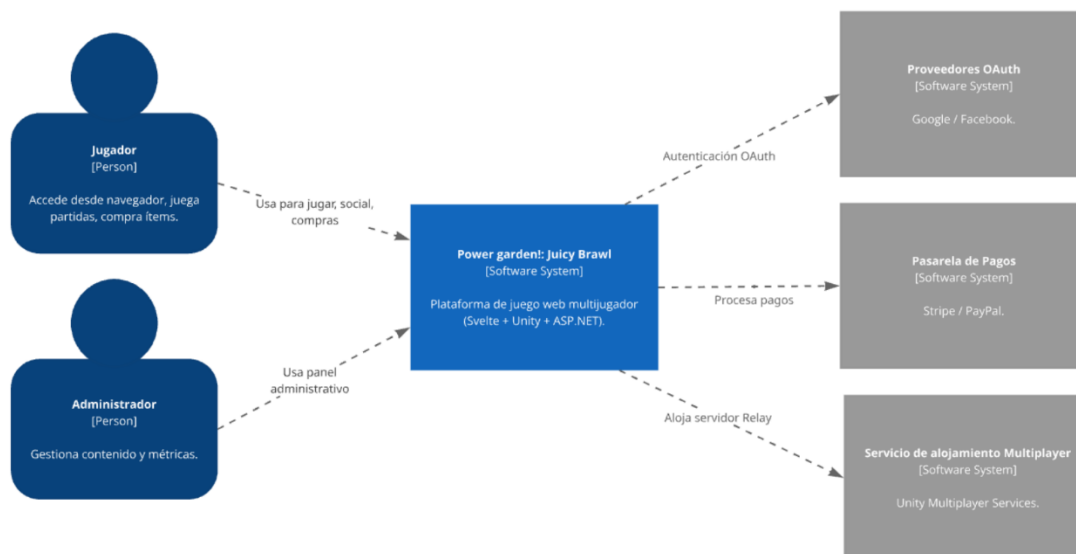 Jugador
[Person]
Accede desde navegador, juega
partidas, compra ítems.
Usa para jugar, social,
compras
Administrador
[Person]
Gestiona contenido y métricas.
Usa panel
administrativo
Power garden!: Juicy Brawl
[Software System]
Plataforma de juego web multijugador
(Svelte + Unity + ASP.NET).
Autenticación OAuth
Procesa pagos
Aloja servidor Relay
Proveedores OAuth
[Software System]
Google / Facebook.
Pasarela de Pagos
[Software System]
Stripe / PayPal.
Servicio de alojamiento Multiplayer
[Software System]
Unity Multiplayer Services.